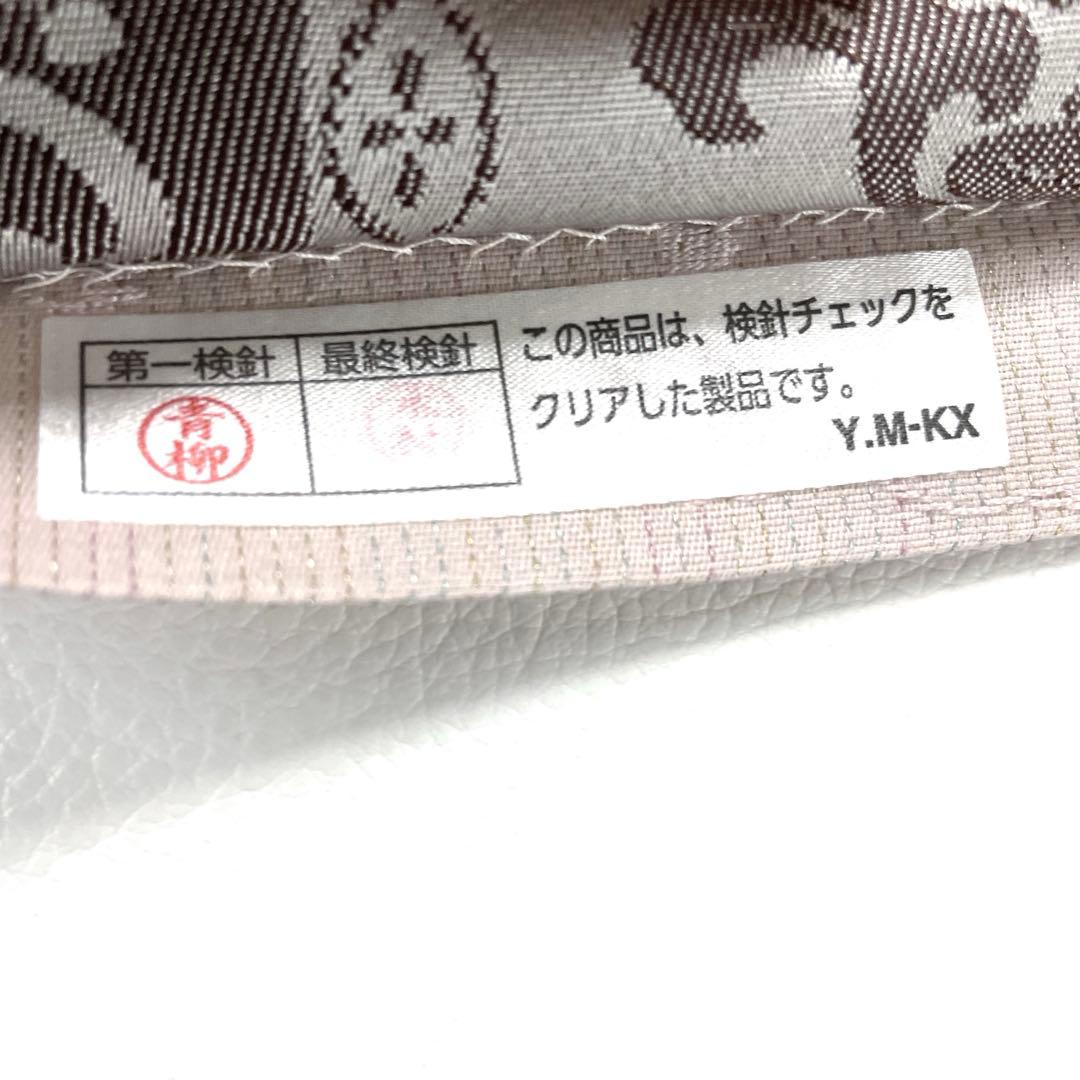 第一検針 最終検針
青柳
この商品は、検針チェックを
クリアした製品です。
Y.M-KX